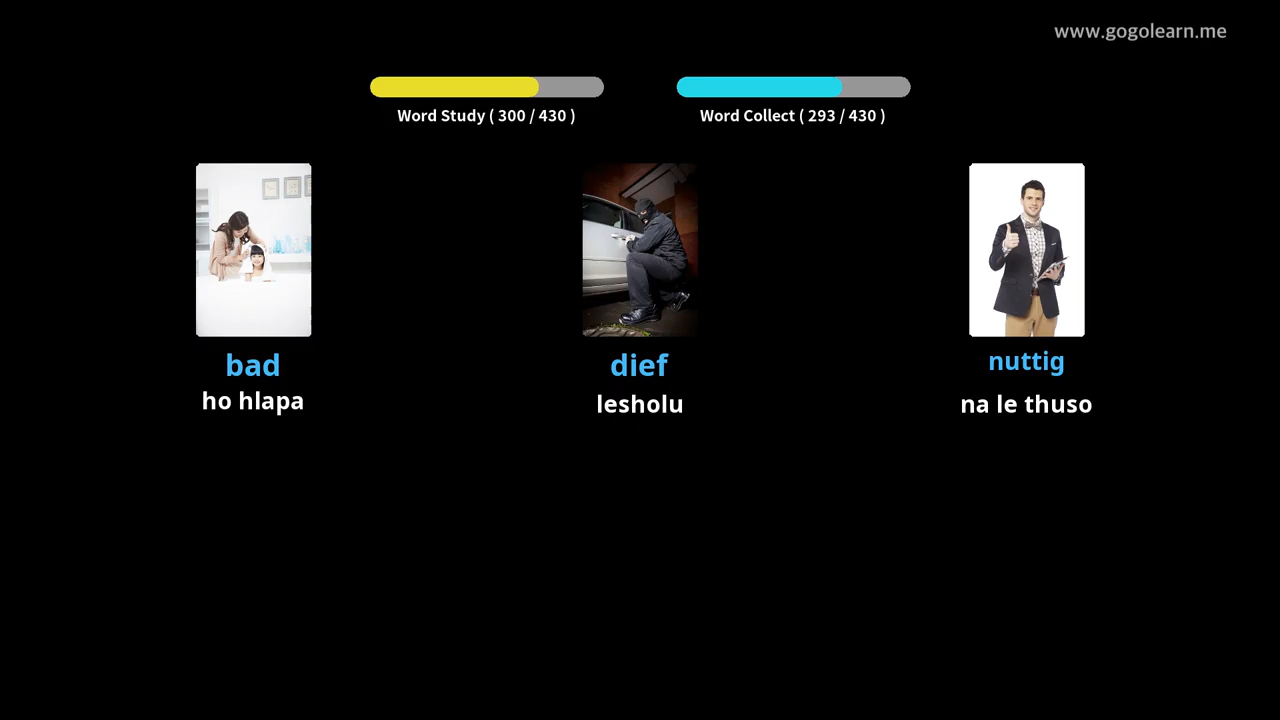 www.gogolearn.me
Word Study ( 300 / 430 )
Word Collect ( 293 / 430 )
bad
ho hlapa
dief
lesholu
nuttig
na le thuso